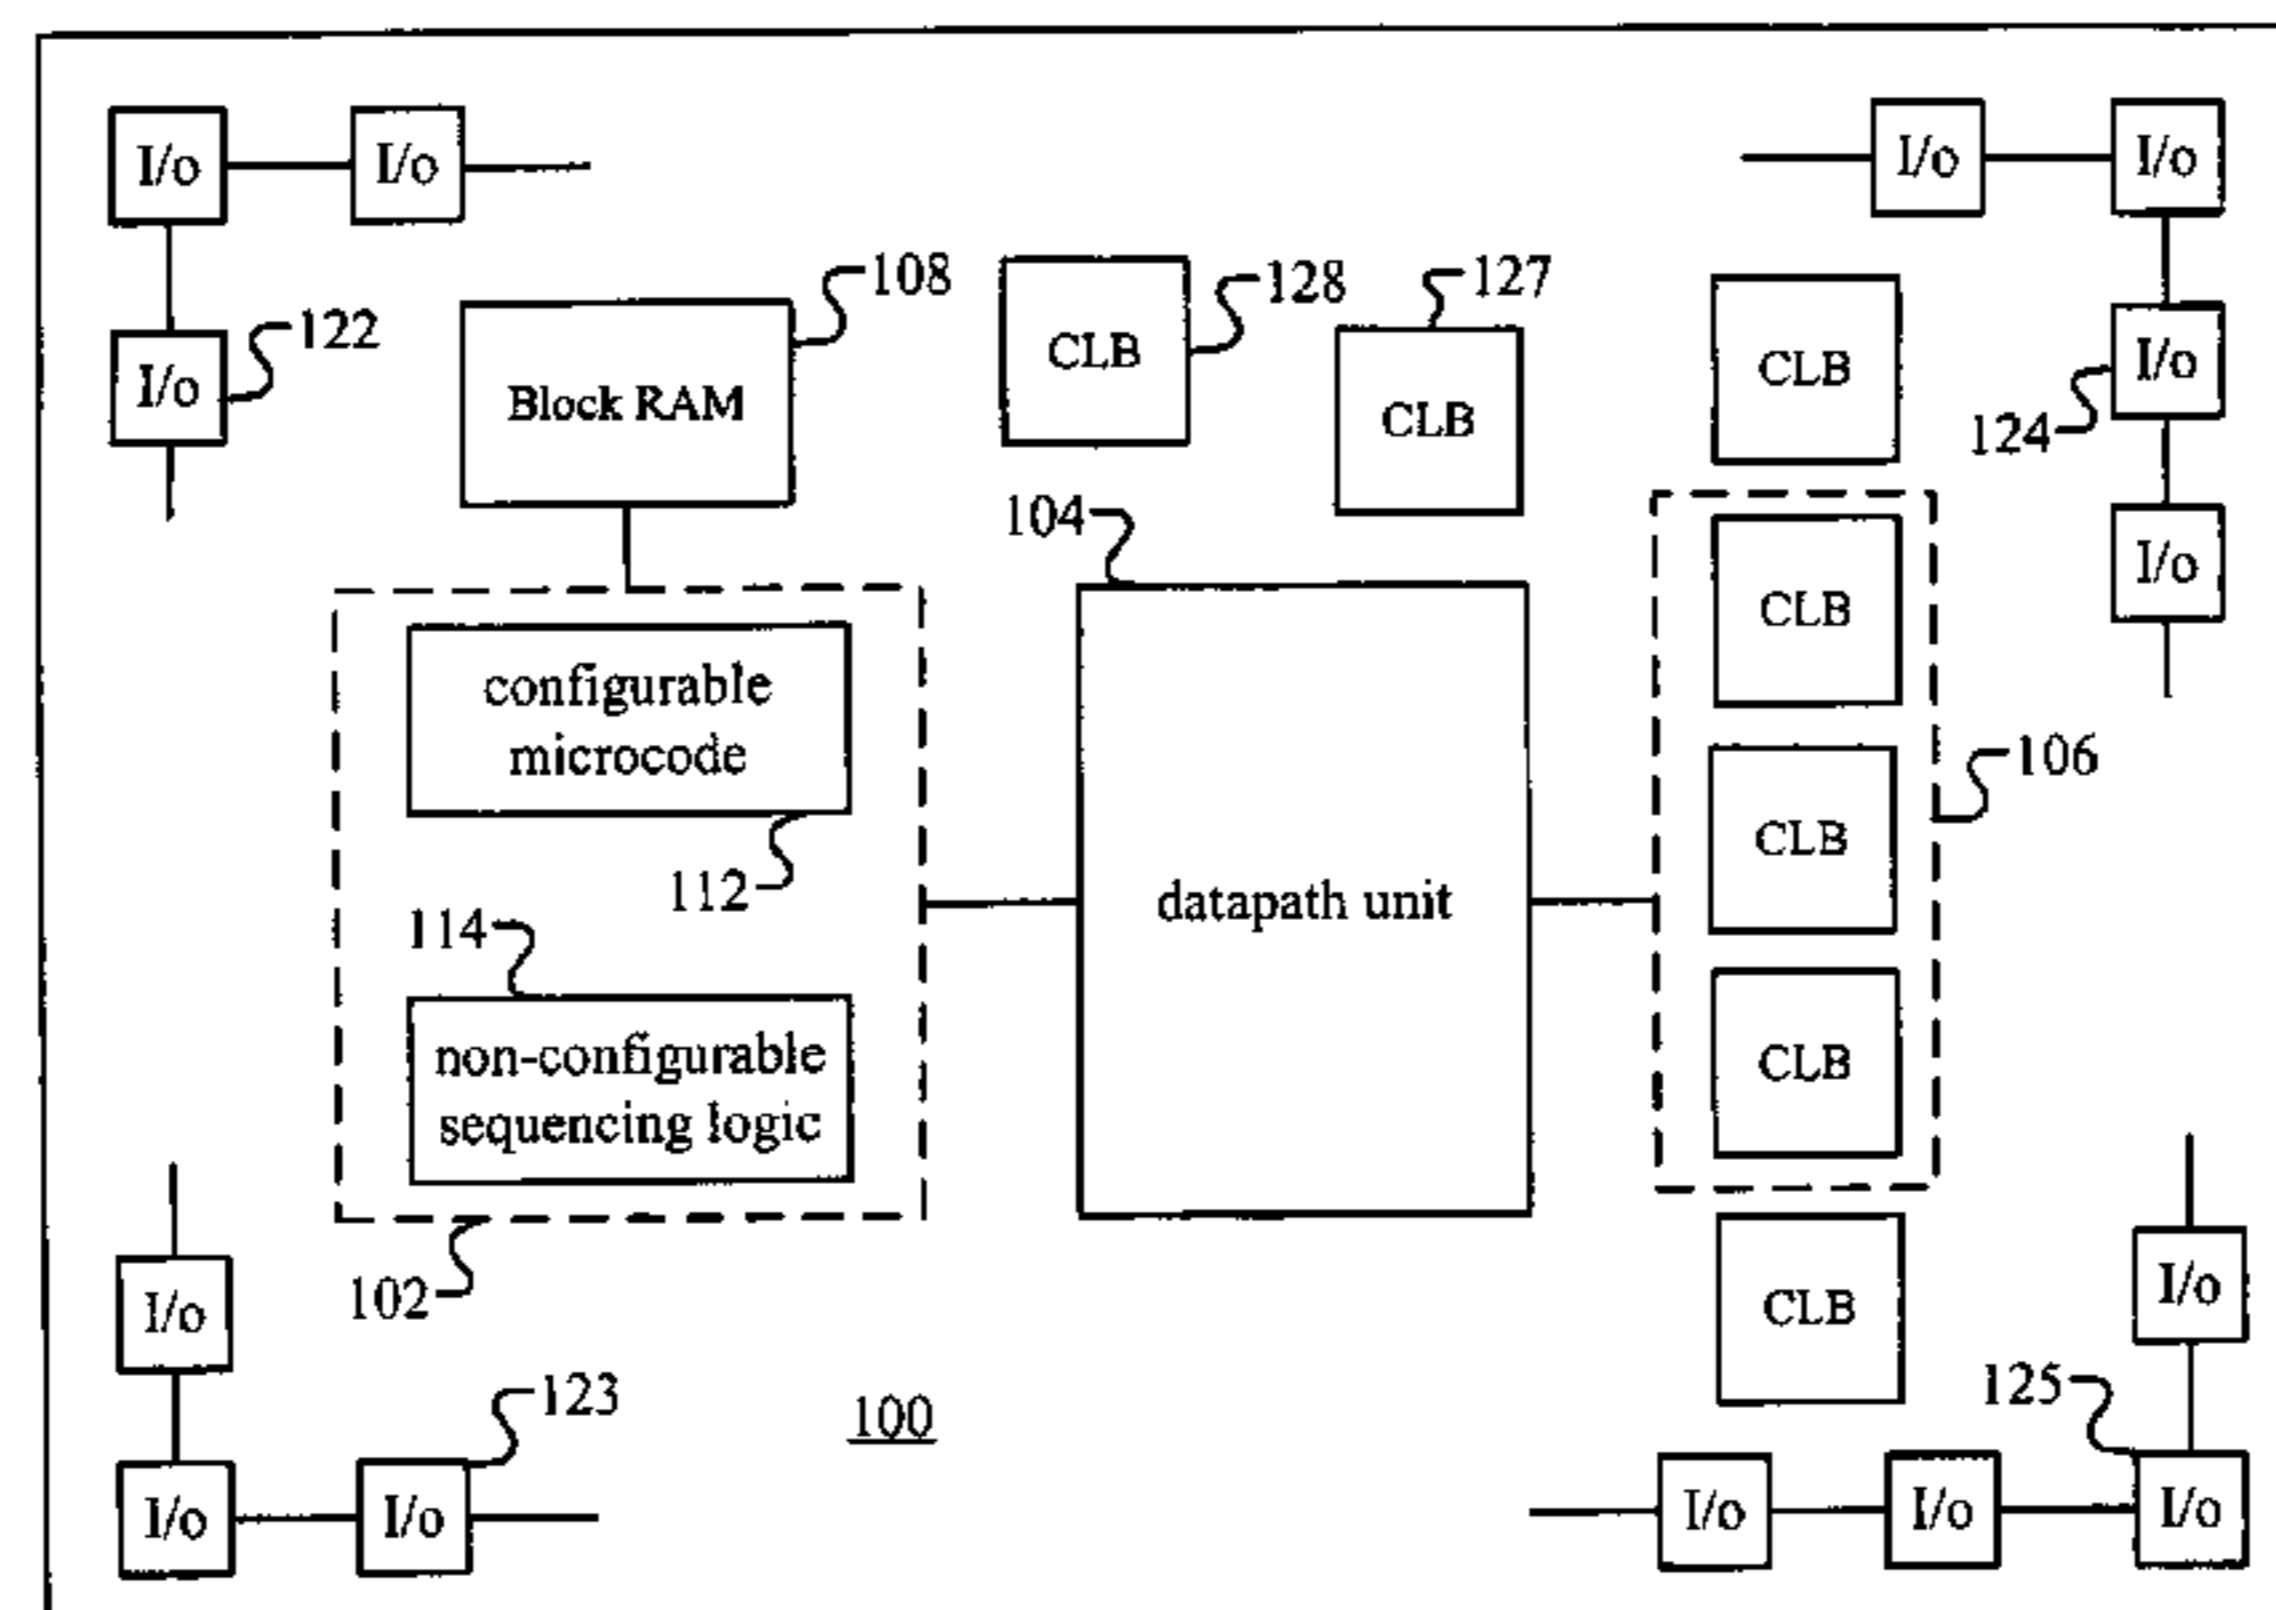 I/o
I/o
I/o
I/o
108
128
127
122
I/o
Block RAM
CLB
CLB
CLB
I/o
124
104
I/o
CLB
configurable
microcode
106
CLB
112
datapath unit
114
non-configurable
sequencing logic
CLB
102
I/o
CLB
I/o
123
100
125
I/o
I/o
I/o
I/o
I/o